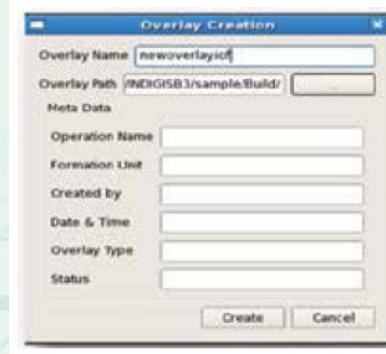 Overlay Creation
Overlay Name newoverlayicf
Overlay Path /INDIGISB3/sample/Build/ ...
Meta Data
Operation Name
Formation Unit
Created by
Date & Time
Overlay Type
Status
Create Cancel